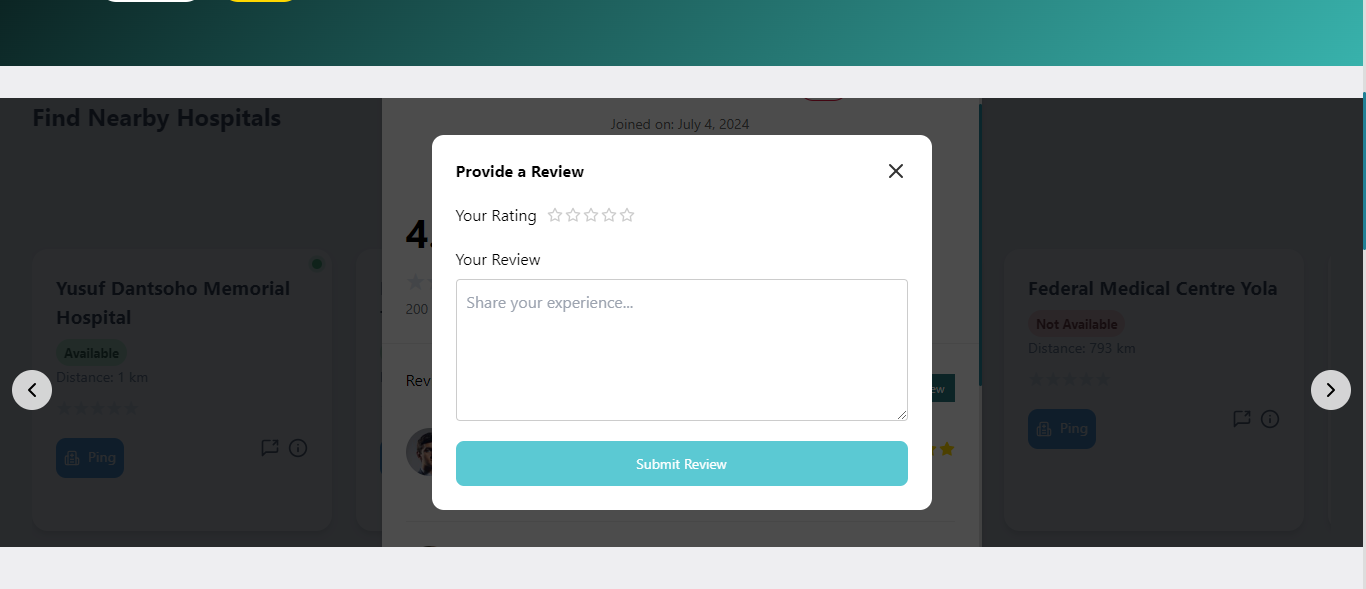 Find Nearby Hospitals
Joined on: July 4, 2024
Provide a Review
Your Rating
4.
Your Review
Yusuf Dantsoho Memorial
Hospital
Share your experience...
Federal Medical Centre Yola
200
Available
Not Available
Distance: 1 km
Distance: 793 km
Rev
ew
Ping
Ping
Submit Review